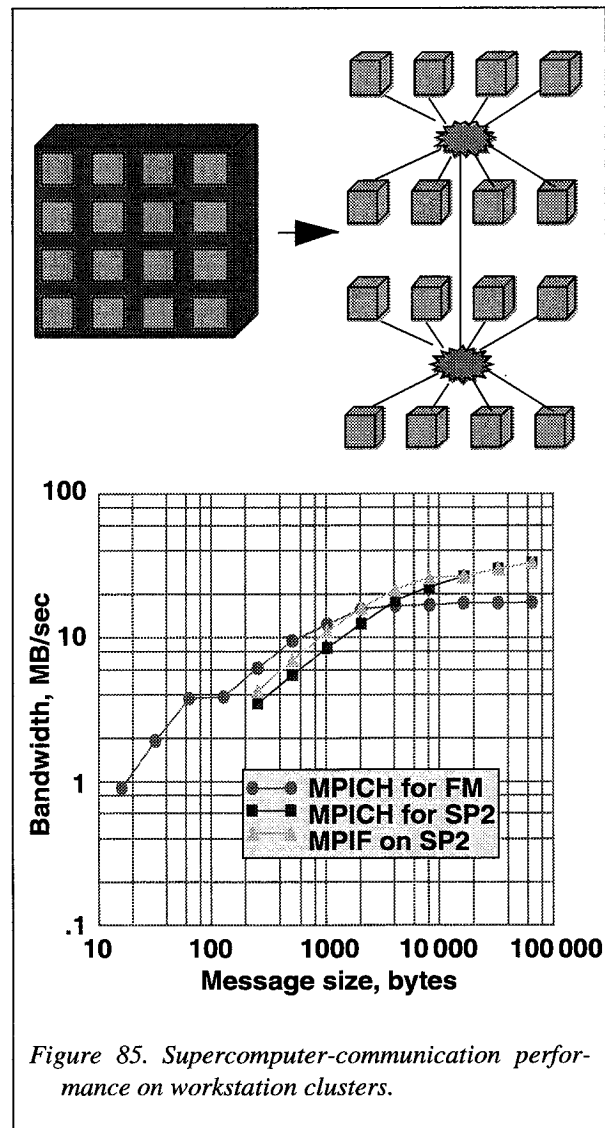 100
10
1
.1
Bandwidth, MB/sec
MPICH for FM
MPICH for SP2
MPIF on SP2
10 100 1000 10 000 100 000
Message size, bytes
Figure 85. Supercomputer-communication perfor-
mance on workstation clusters.